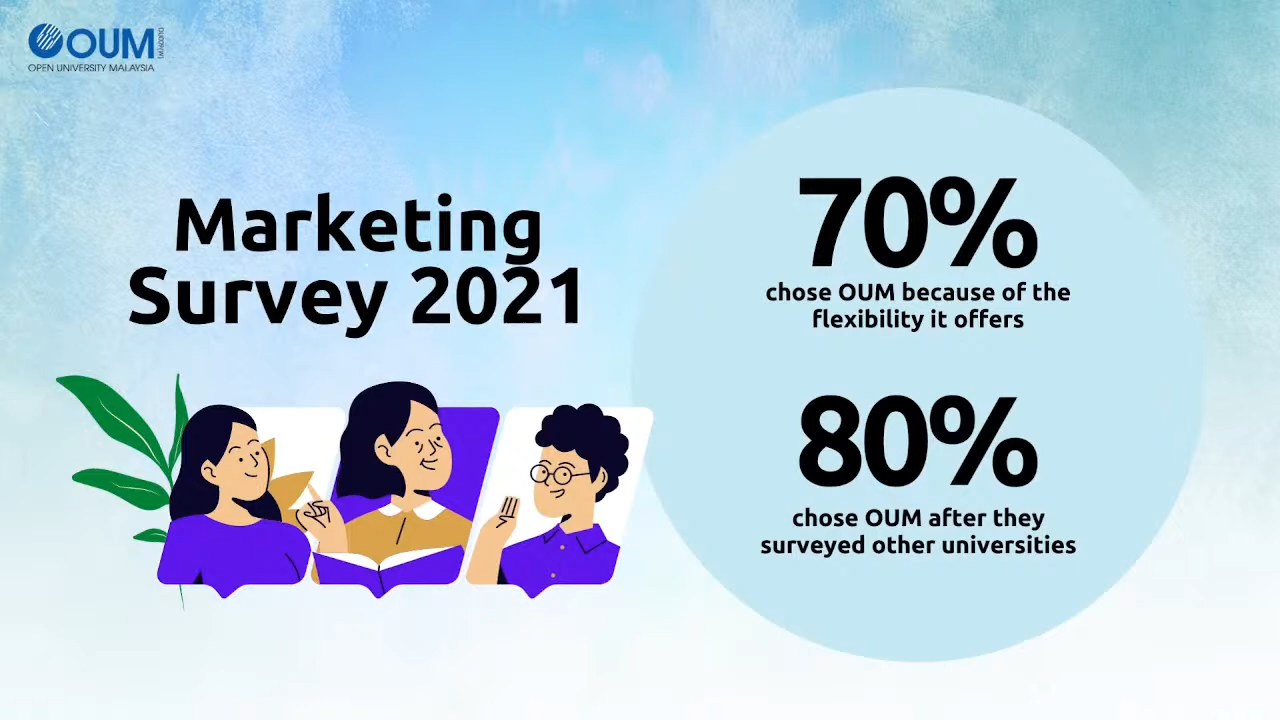 OUM
OPEN UNIVERSITY MALAYSIA
Marketing
Survey 2021
70%
chose OUM because of the
flexibility it offers
80%
chose OUM after they
surveyed other universities